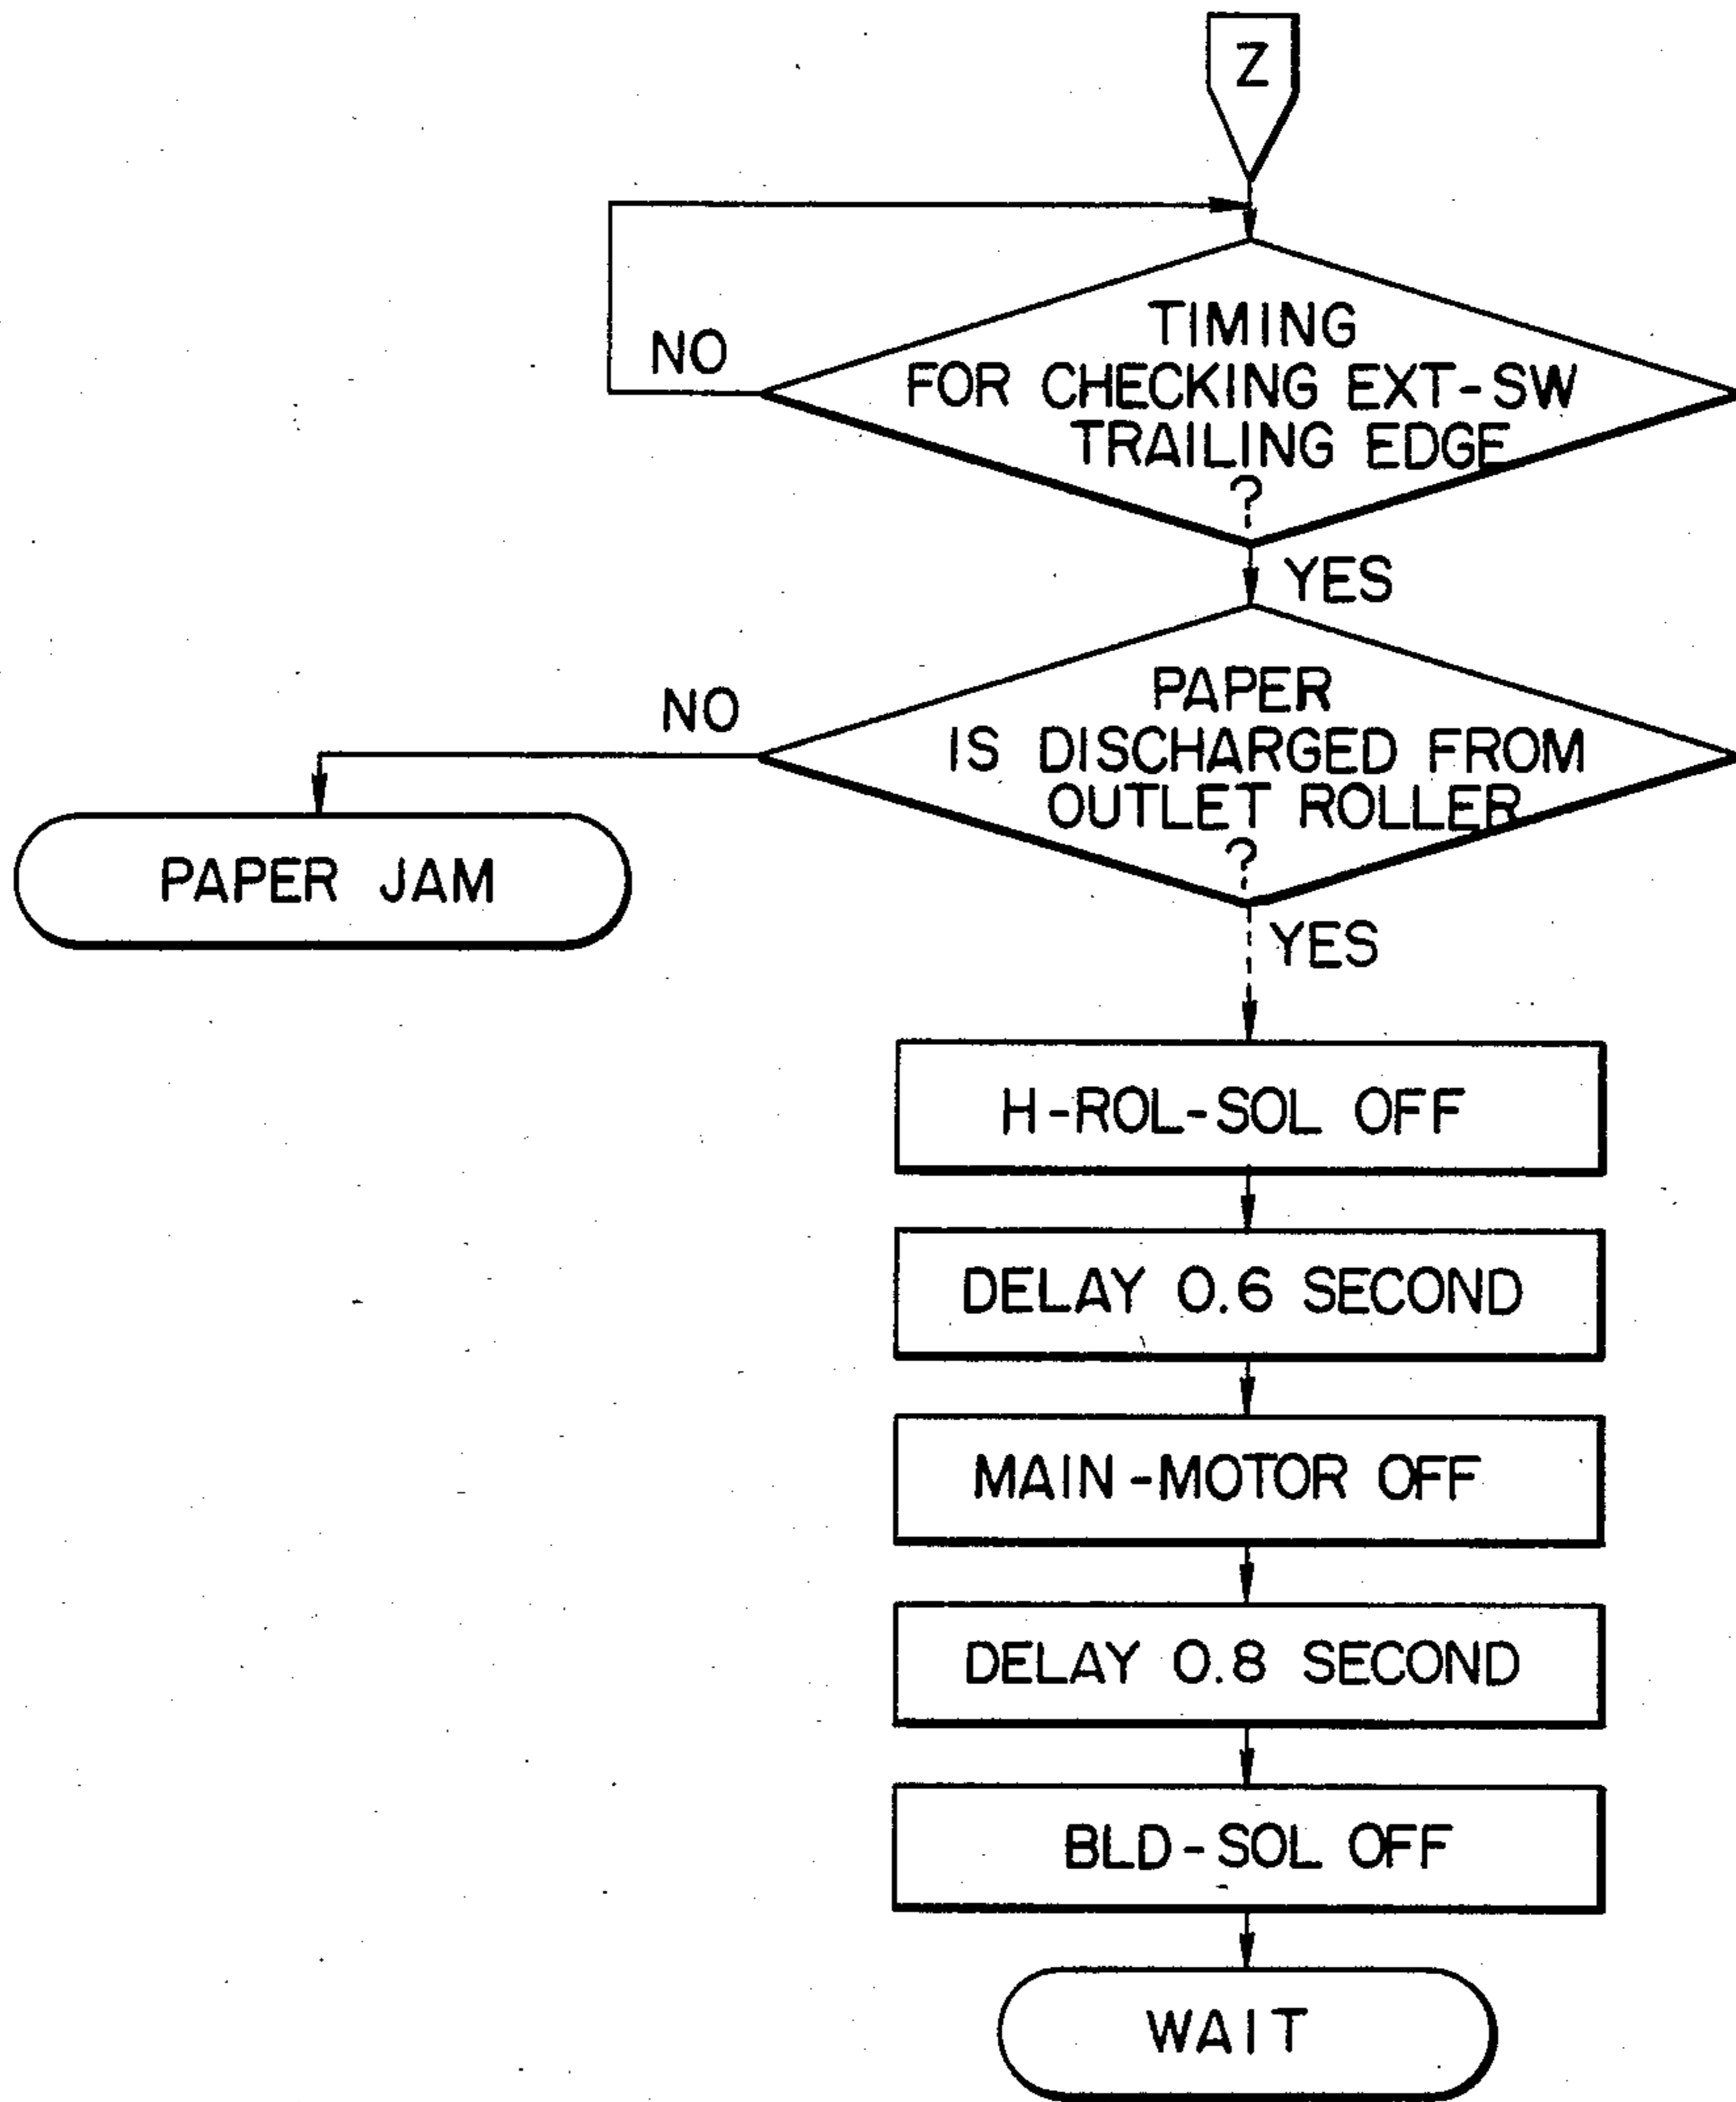 Z
TIMING
FOR CHECKING EXT-SW
TRAILING EDGE
?
NO
YES
PAPER
IS DISCHARGED FROM
OUTLET ROLLER
?
NO
PAPER JAM
YES
H-ROL-SOL OFF
DELAY 0.6 SECOND
MAIN-MOTOR OFF
DELAY 0.8 SECOND
BLD-SOL OFF
WAIT